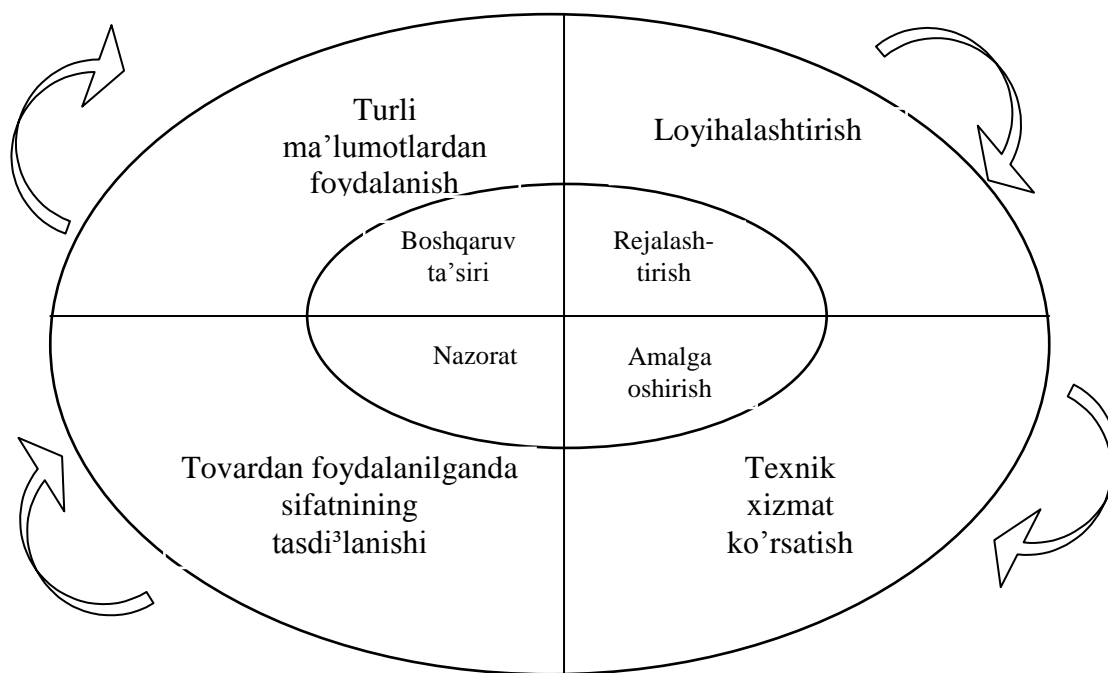 Turli
ma’lumotlardan
foydalanish
Loyihalashtirish
Boshqaruv
ta’siri
Rejalash-
tirish
Nazorat
Amalga
oshirish
Tovardan foydalanilganda
sifatnining
tasdi³lanishi
Texnik
xizmat
ko’rsatish